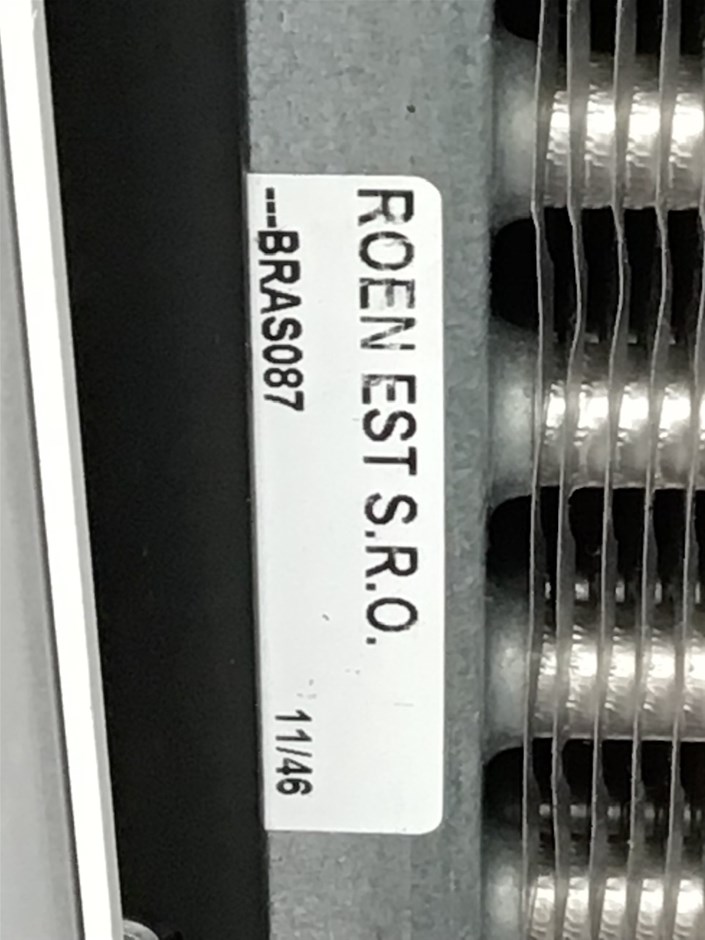 ROEN EST S.R.O.
---BRAS087
11/46